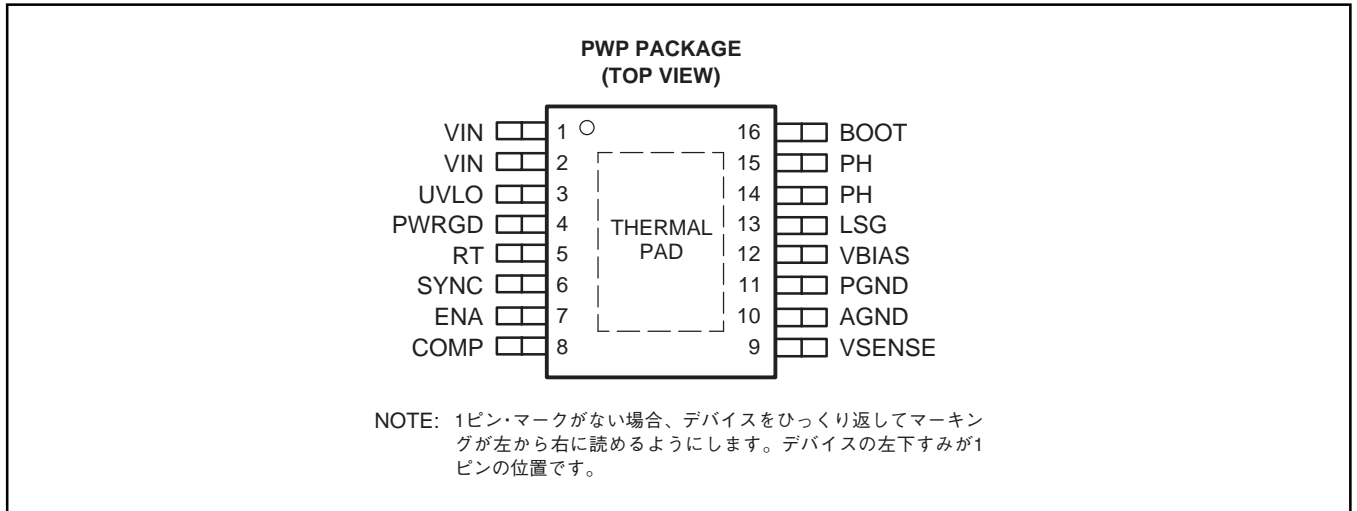 PWP PACKAGE
(TOP VIEW)
VIN 1 16 BOOT
VIN 2 15 PH
UVLO 3 14 PH
PWRGD 4 13 LSG
RT 5 12 VBIAS
SYNC 6 11 PGND
ENA 7 10 AGND
COMP 8 9 VSENSE
THERMAL
PAD
NOTE: 1ピン・マークがない場合、デバイスをひっくり返してマーキン
グが左から右に読めるようにします。デバイスの左下すみが1
ピンの位置です。